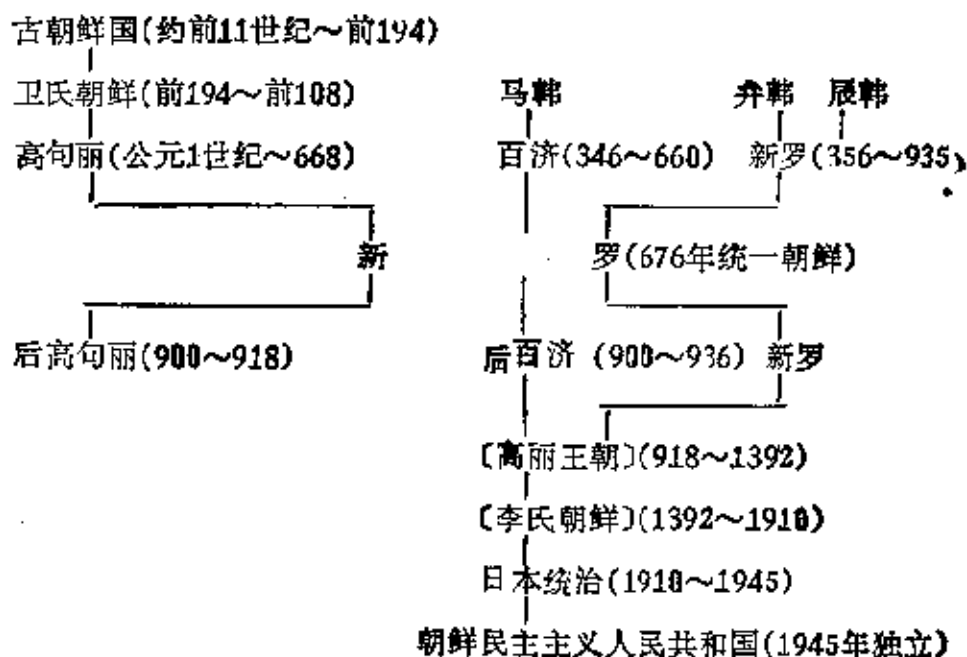 古朝鲜国(约前11世纪～前194)
卫氏朝鲜(前194～前108) 马韩 弁韩 辰韩
高句丽(公元1世纪～668) 百济(346～660) 新罗(356～935)
新 罗(676年统一朝鲜)
后高句丽(900～918) 后百济 (900～936) 新罗
〔高丽王朝〕(918～1392)
〔李氏朝鲜〕(1392～1910)
日本统治(1910～1945)
朝鲜民主主义人民共和国(1945年独立)